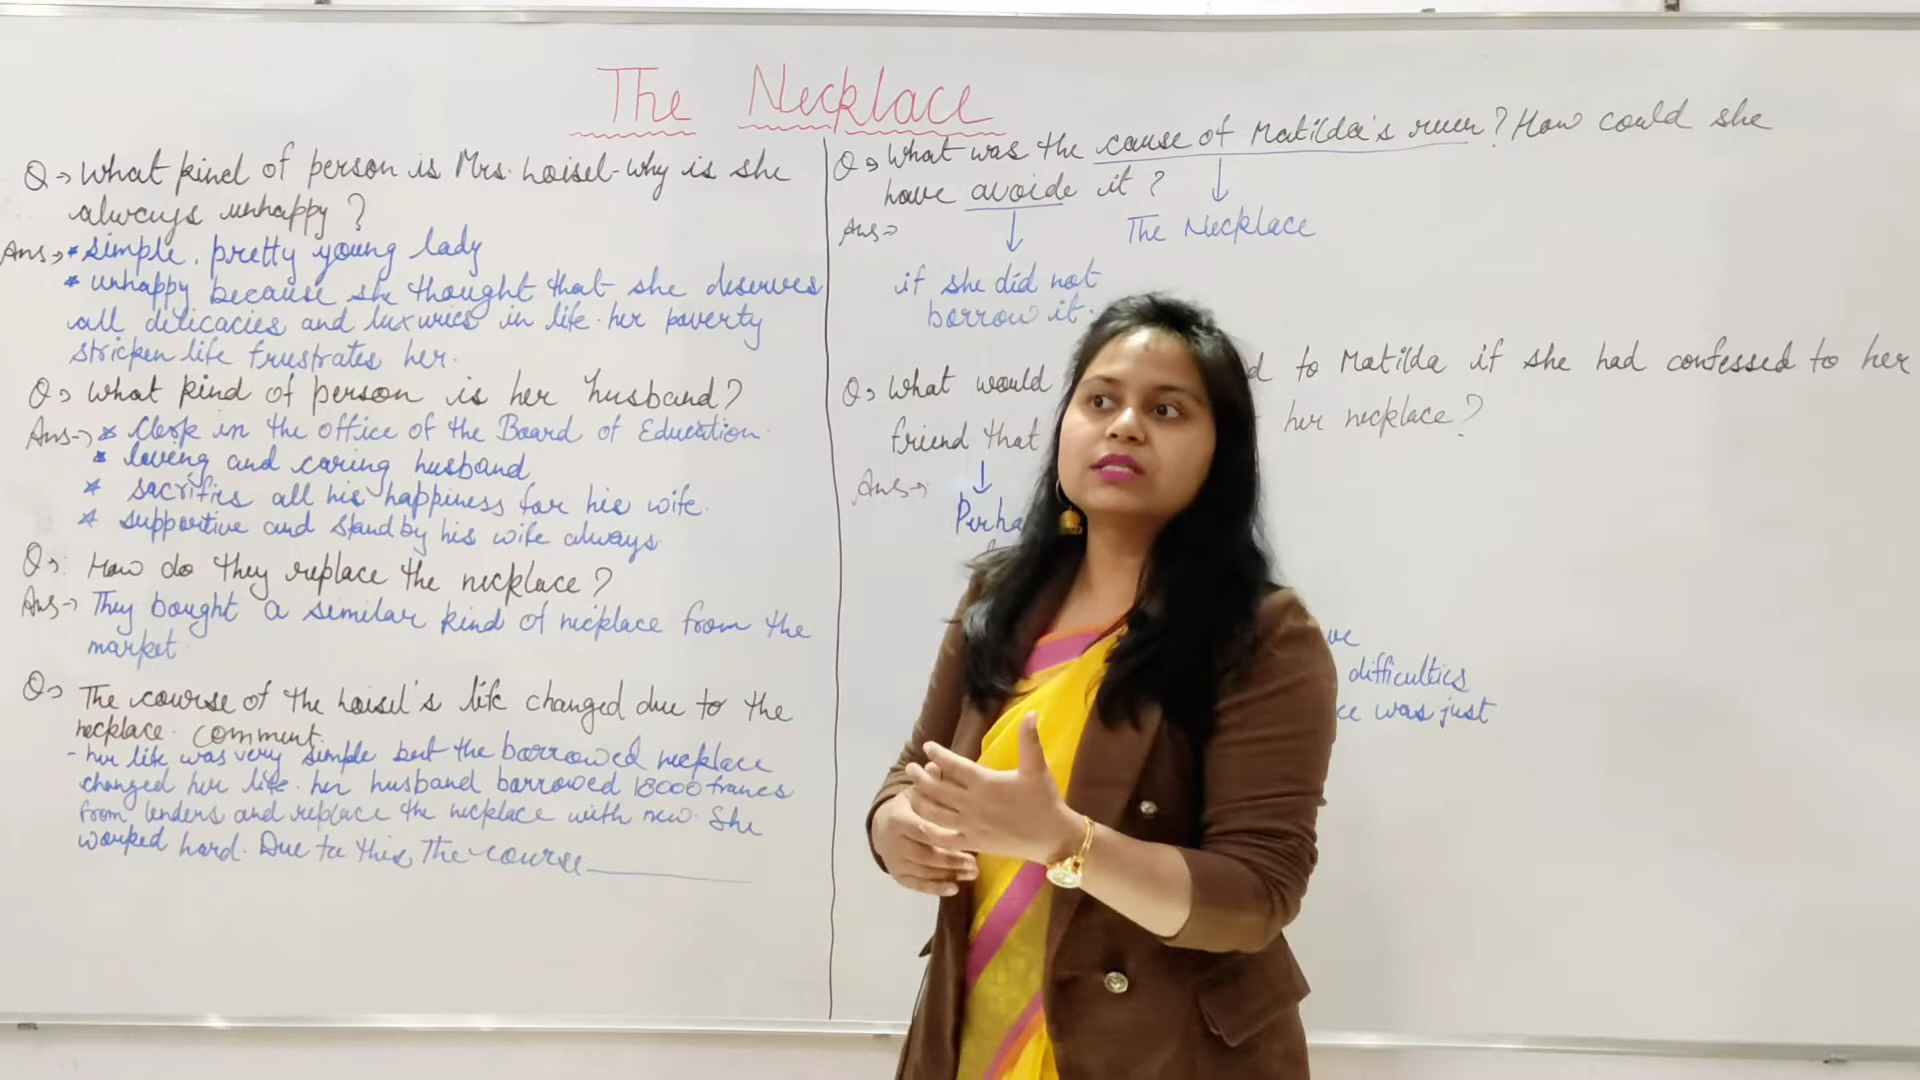 The Necklace
Q→ What kind of person is Mrs. Loisel-why is she
always unhappy?
Ans→ * simple, pretty young lady
* unhappy because she thought that she deserves
all delicacies and luxuries in life. her poverty
stricken life frustrates her.
Q→ What kind of person is her husband?
Ans→ * Clerk in the office of the Board of Education.
* loving and caring husband
* sacrifies all his happiness for his wife.
* supportive and stand by his wife always.
Q→ How do they replace the necklace?
Ans→ They bought a similar kind of necklace from the
market
Q→ The course of the Loisel's life changed due to the
necklace. comment.
- her life was very simple but the borrowed necklace
changed her life. her husband borrowed 18000 francs
from lenders and replace the necklace with new. She
worked hard. Due to this The course
Q→ What was the cause of Matilda's ruin? How could she
have avoide it?
Ans→
The Necklace
if she did not
borrow it.
Q→ What would d to Matilda if she had confessed to her
friend that her necklace?
Ans→
Perha
ve
difficulties
ce was just